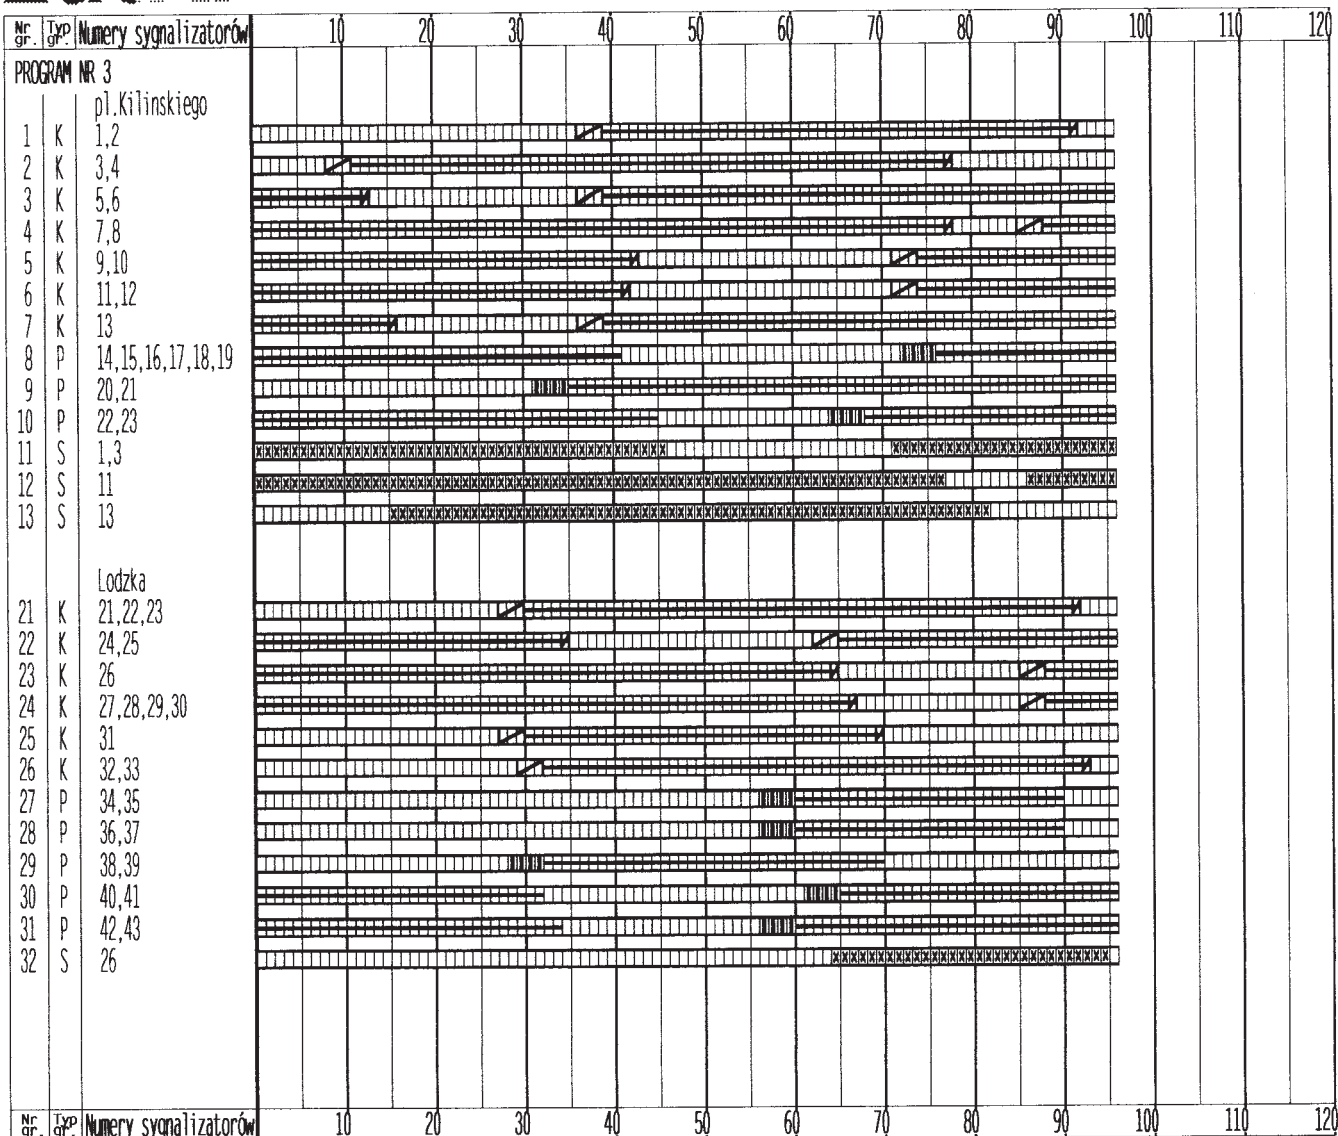 Nr gr. Typ gr. Numery sygnalizatorów 10 20 30 40 50 60 70 80 90 100 110 120
PROGRAM NR 3
pl.Kilinskiego
1 K 1,2
2 K 3,4
3 K 5,6
4 K 7,8
5 K 9,10
6 K 11,12
7 K 13
8 P 14,15,16,17,18,19
9 P 20,21
10 P 22,23
11 S 1,3
12 S 11
13 S 13
Lodzka
21 K 21,22,23
22 K 24,25
23 K 26
24 K 27,28,29,30
25 K 31
26 K 32,33
27 P 34,35
28 P 36,37
29 P 38,39
30 P 40,41
31 P 42,43
32 S 26
Nr gr. Typ gr. Numery sygnalizatorów 10 20 30 40 50 60 70 80 90 100 110 120